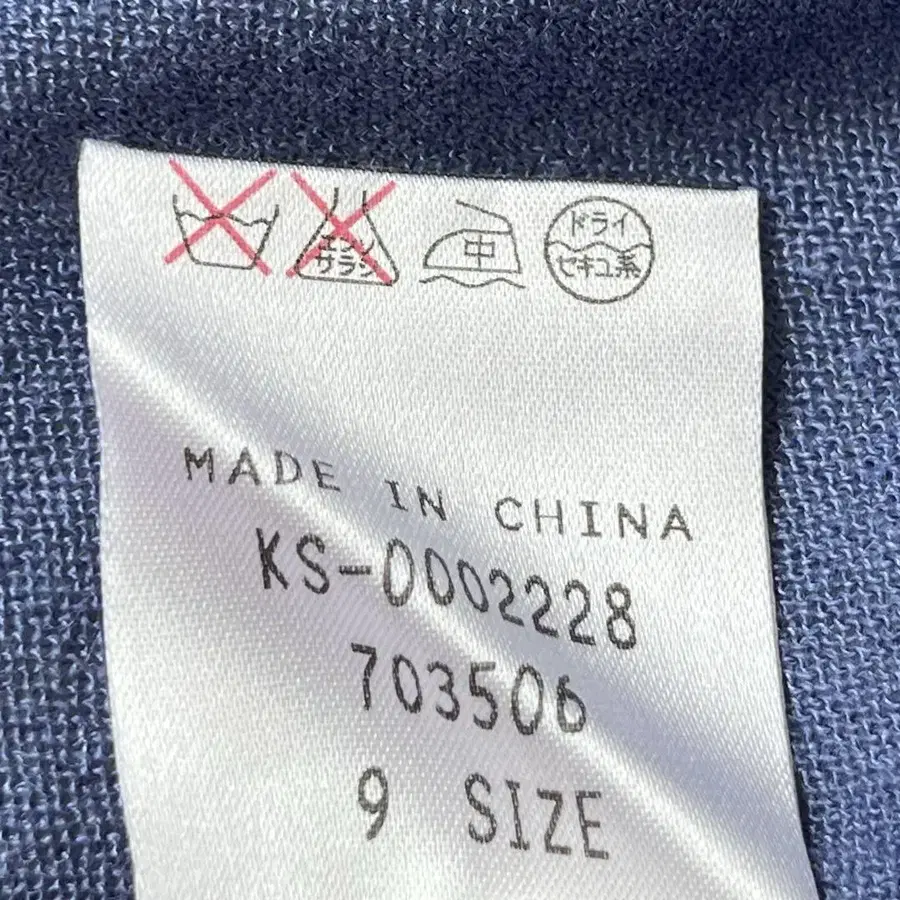 エンソ
サラシ
中
ドライ
セキユ系
MADE IN CHINA
KS-0002228
703506
9 SIZE